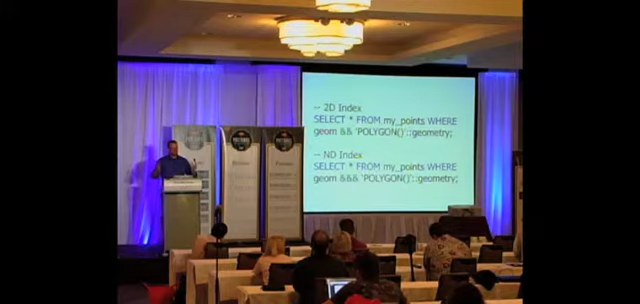 -- 2D Index
SELECT * FROM my_points WHERE
geom && 'POLYGON()'::geometry;
-- ND Index
SELECT * FROM my_points WHERE
geom &&& 'POLYGON()'::geometry;